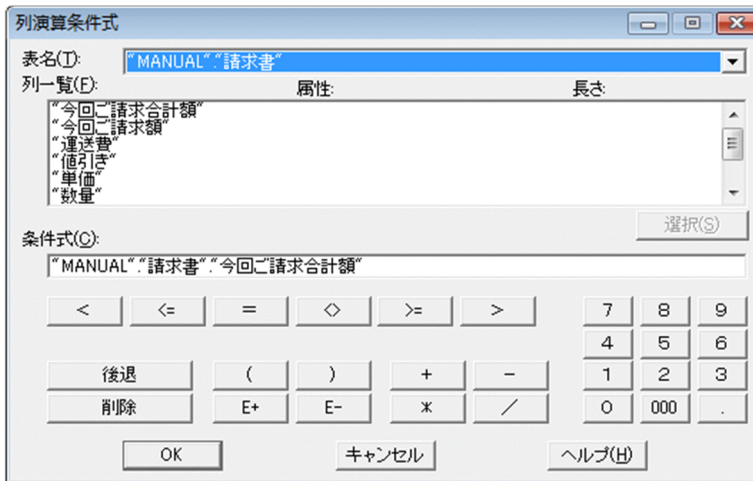 列演算条件式
表名(T): "MANUAL"."請求書"
列一覧(F): 属性: 長さ:
"今回ご請求合計額"
"今回ご請求額"
"運送費"
"値引き"
"単価"
"数量"
選択(S)
条件式(C):
"MANUAL"."請求書"."今回ご請求合計額"
< <= = <> >= > 7 8 9
4 5 6
後退 ( ) + - 1 2 3
削除 E+ E- * / 0 000 .
OK キャンセル ヘルプ(H)